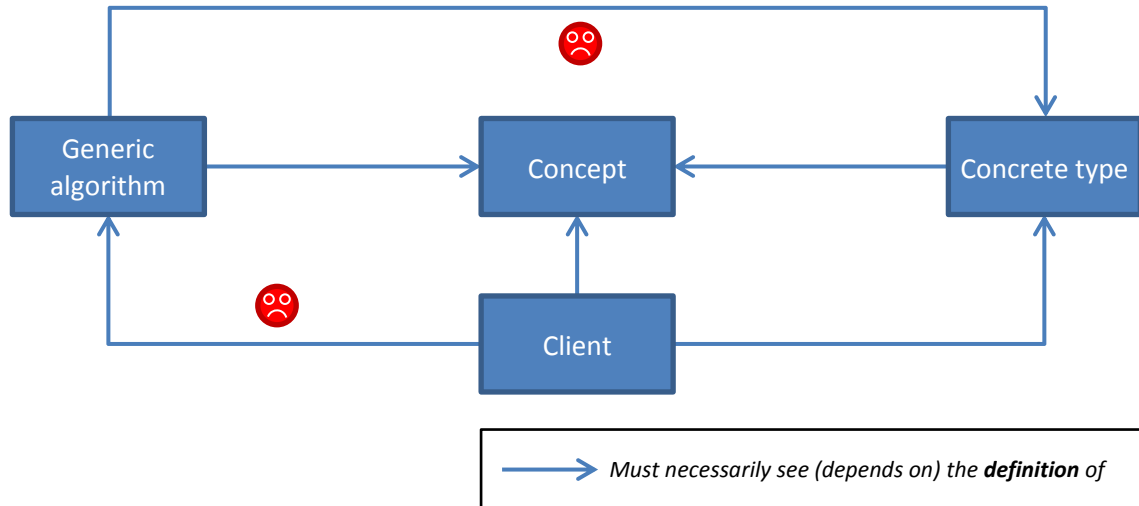 Generic
algorithm
Concept
Concrete type
Client
Must necessarily see (depends on) the definition of